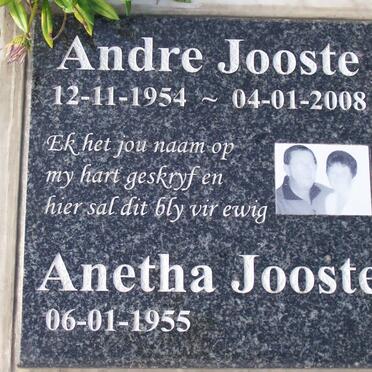 Andre Jooste
12-11-1954 ~ 04-01-2008
Ek het jou naam op
my hart geskryf en
hier sal dit bly vir ewig
Anetha Jooste
06-01-1955